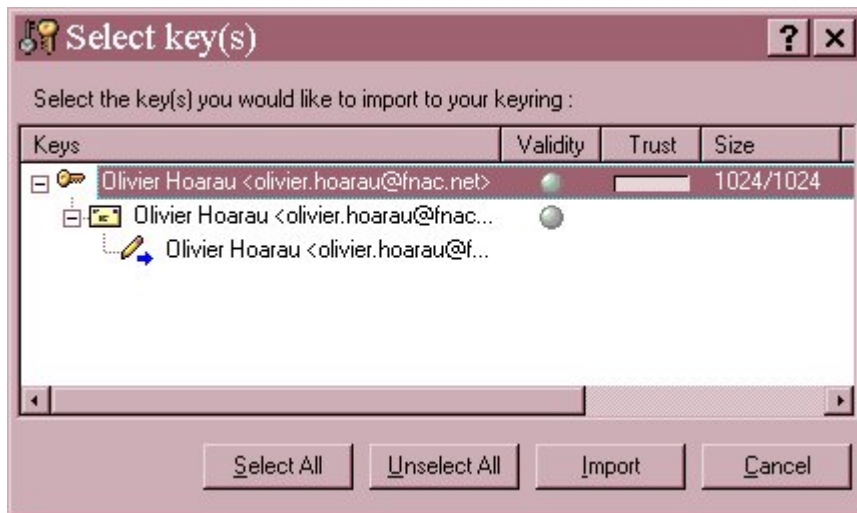 Select key(s)
Select the key(s) you would like to import to your keyring :
Keys Validity Trust Size
Olivier Hoarau <olivier.hoarau@fnac.net> 1024/1024
Olivier Hoarau <olivier.hoarau@fnac...
Olivier Hoarau <olivier.hoarau@f...
Select All Unselect All Import Cancel